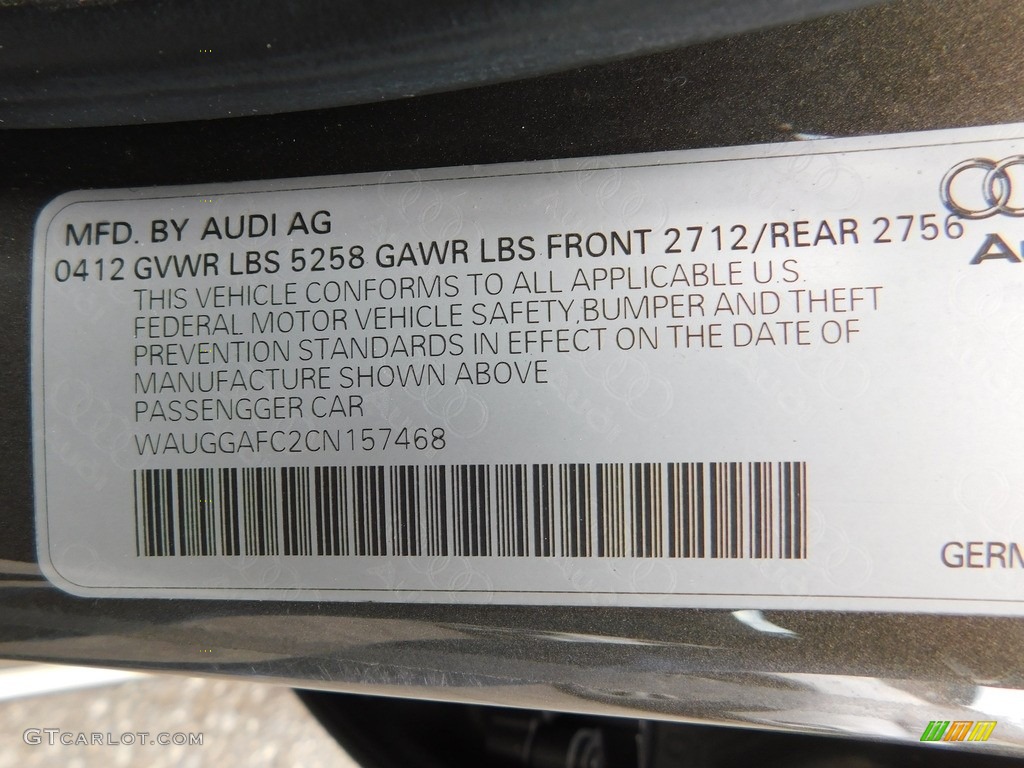 MFD. BY AUDI AG
0412 GVWR LBS 5258 GAWR LBS FRONT 2712/REAR 2756
THIS VEHICLE CONFORMS TO ALL APPLICABLE U.S.
FEDERAL MOTOR VEHICLE SAFETY,BUMPER AND THEFT
PREVENTION STANDARDS IN EFFECT ON THE DATE OF
MANUFACTURE SHOWN ABOVE
PASSENGGER CAR
WAUGGAFC2CN157468
GTCARLOT.COM